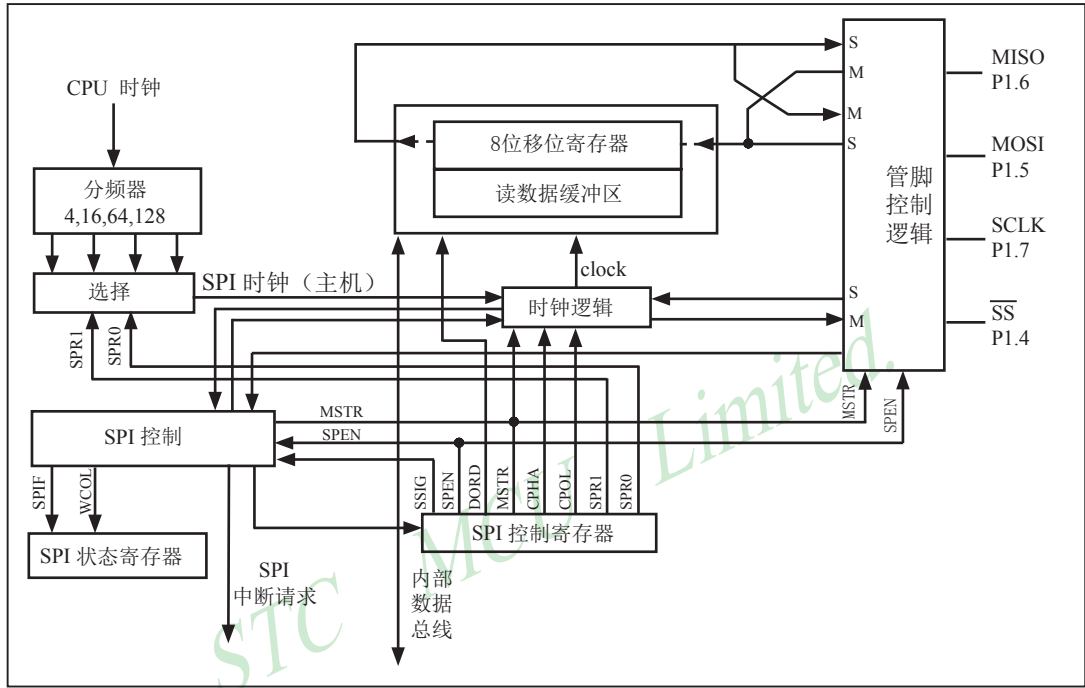 CPU 时钟
分频器
4,16,64,128
选择
SPR1
SPR0
SPI 时钟（主机）
8位移位寄存器
读数据缓冲区
clock
时钟逻辑
S
M
M
S
S
M
管脚
控制
逻辑
MISO
P1.6
MOSI
P1.5
SCLK
P1.7
SS
P1.4
MSTR
SPEN
SPI 控制
MSTR
SPEN
SPIF
WCOL
SPI 状态寄存器
SSIG
SPEN
DORD
MSTR
CPHA
CPOL
SPR1
SPR0
SPI 控制寄存器
SPI
中断请求
内部
数据
总线
STC MCU Limited.